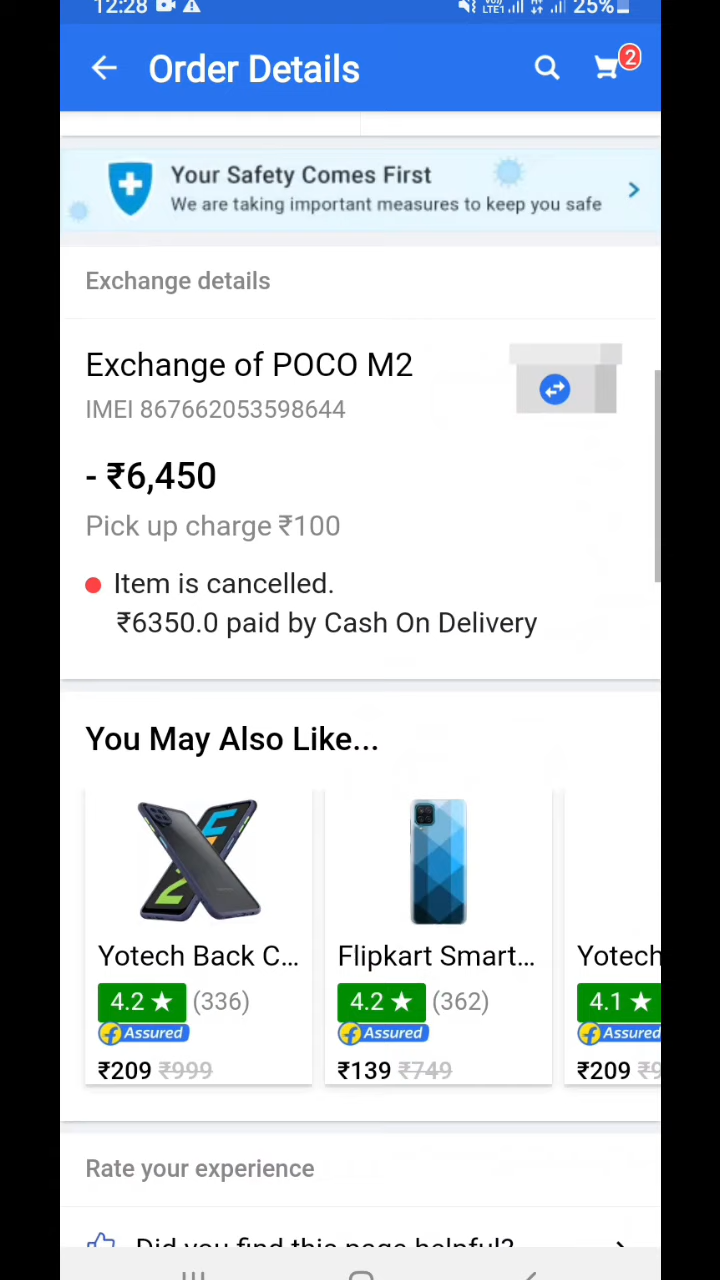 12:28 25%
Order Details 2
Your Safety Comes First
We are taking important measures to keep you safe
Exchange details
Exchange of POCO M2
IMEI 867662053598644
- ₹6,450
Pick up charge ₹100
Item is cancelled.
₹6350.0 paid by Cash On Delivery
You May Also Like...
Yotech Back C... Flipkart Smart... Yotech
4.2 ★ (336) 4.2 ★ (362) 4.1 ★
f Assured f Assured f Assured
₹209 ₹999 ₹139 ₹749 ₹209 ₹9
Rate your experience
Did you find this page helpful?